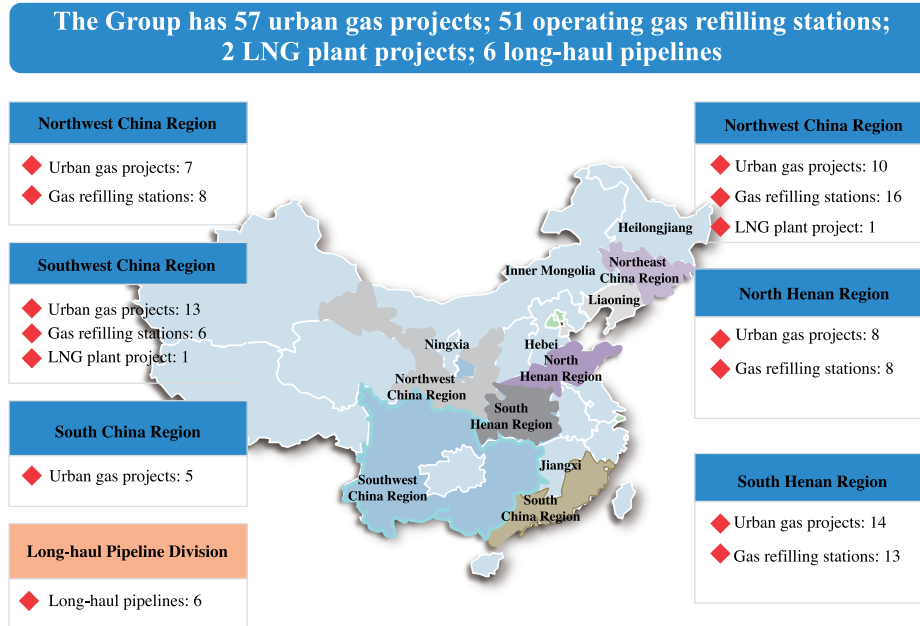 The Group has 57 urban gas projects; 51 operating gas refilling stations;
2 LNG plant projects; 6 long-haul pipelines
Northwest China Region
Urban gas projects: 7
Gas refilling stations: 8
Southwest China Region
Urban gas projects: 13
Gas refilling stations: 6
LNG plant project: 1
South China Region
Urban gas projects: 5
Long-haul Pipeline Division
Long-haul pipelines: 6
Heilongjiang
Northeast
China Region
Inner Mongolia
Liaoning
Ningxia
Hebei
North
Henan Region
Northwest
China Region
South
Henan Region
Jiangxi
Southwest
China Region
South
China Region
Northwest China Region
Urban gas projects: 10
Gas refilling stations: 16
LNG plant project: 1
North Henan Region
Urban gas projects: 8
Gas refilling stations: 8
South Henan Region
Urban gas projects: 14
Gas refilling stations: 13